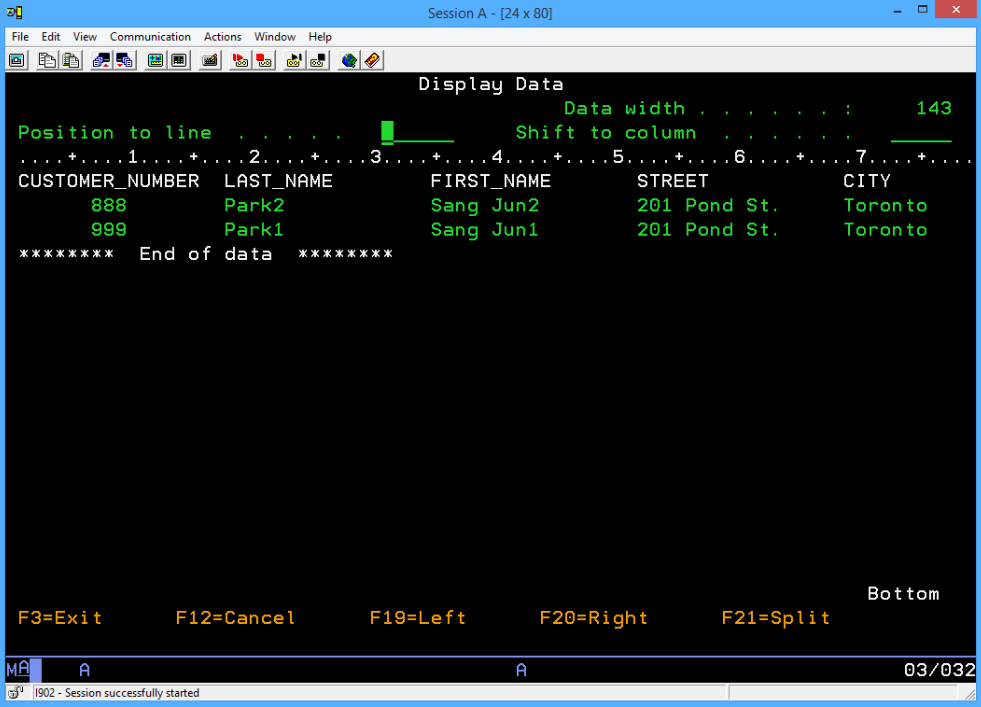 Session A - [24 x 80]
File Edit View Communication Actions Window Help
Display Data
Data width . . . . . . : 143
Position to line . . . . . Shift to column . . . . . .
....+....1....+....2....+....3....+....4....+....5....+....6....+....7....+....
CUSTOMER_NUMBER LAST_NAME FIRST_NAME STREET CITY
888 Park2 Sang Jun2 201 Pond St. Toronto
999 Park1 Sang Jun1 201 Pond St. Toronto
******** End of data ********
Bottom
F3=Exit F12=Cancel F19=Left F20=Right F21=Split
MA A A 03/032
I902 - Session successfully started